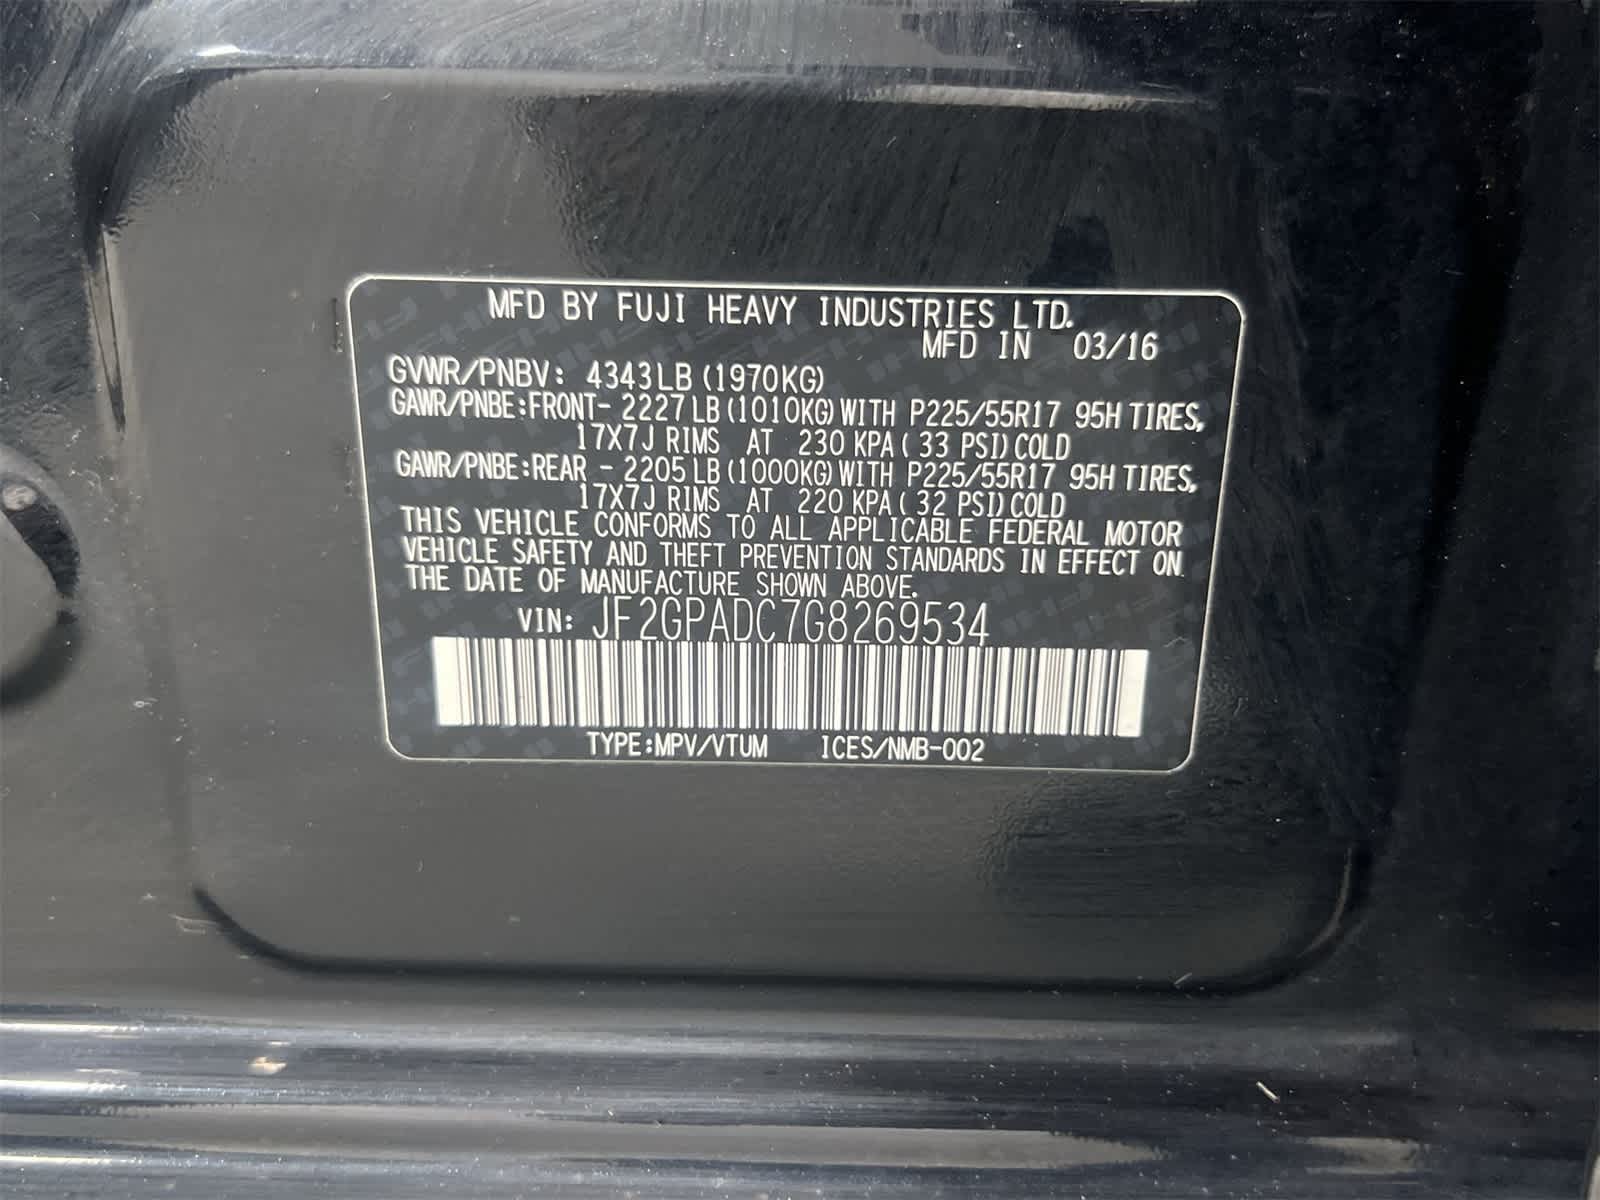 MFD BY FUJI HEAVY INDUSTRIES LTD.
MFD IN 03/16
GVWR/PNBV: 4343LB (1970KG)
GAWR/PNBE:FRONT- 2227LB (1010KG) WITH P225/55R17 95H TIRES,
17X7J RIMS AT 230 KPA( 33 PSI) COLD
GAWR/PNBE:REAR - 2205LB (1000KG) WITH P225/55R17 95H TIRES,
17X7J RIMS AT 220 KPA( 32 PSI) COLD
THIS VEHICLE CONFORMS TO ALL APPLICABLE FEDERAL MOTOR
VEHICLE SAFETY AND THEFT PREVENTION STANDARDS IN EFFECT ON
THE DATE OF MANUFACTURE SHOWN ABOVE.
VIN: JF2GPADC7G8269534
TYPE:MPV/VTUM ICES/NMB-002